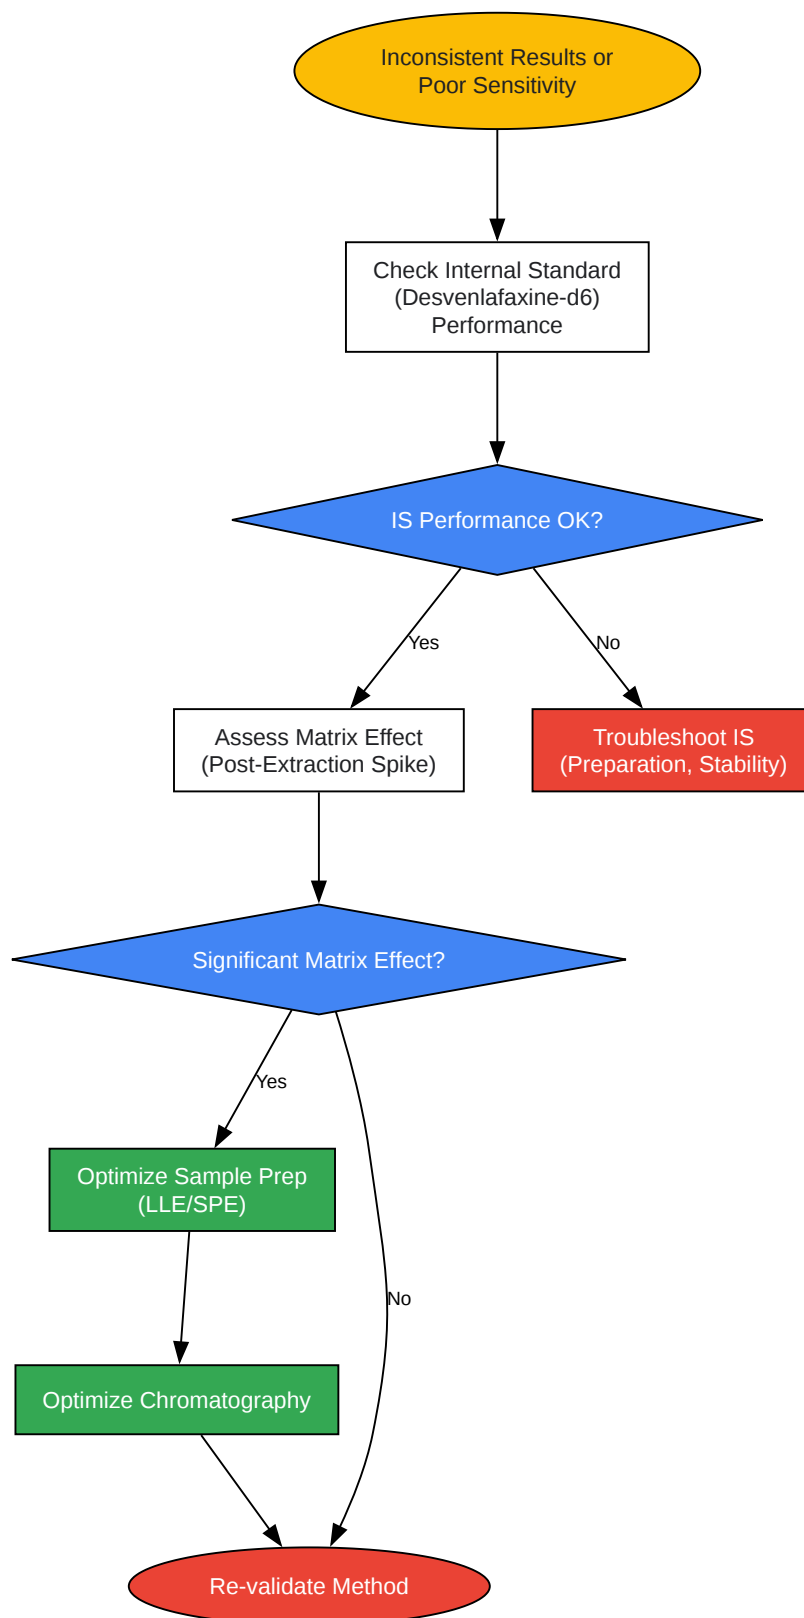 Inconsistent Results or
Poor Sensitivity
Check Internal Standard
(Desvenlafaxine-d6)
Performance
IS Performance OK?
Yes
No
Assess Matrix Effect
(Post-Extraction Spike)
Troubleshoot IS
(Preparation, Stability)
Significant Matrix Effect?
Yes
Optimize Sample Prep
(LLE/SPE)
No
Optimize Chromatography
Re-validate Method